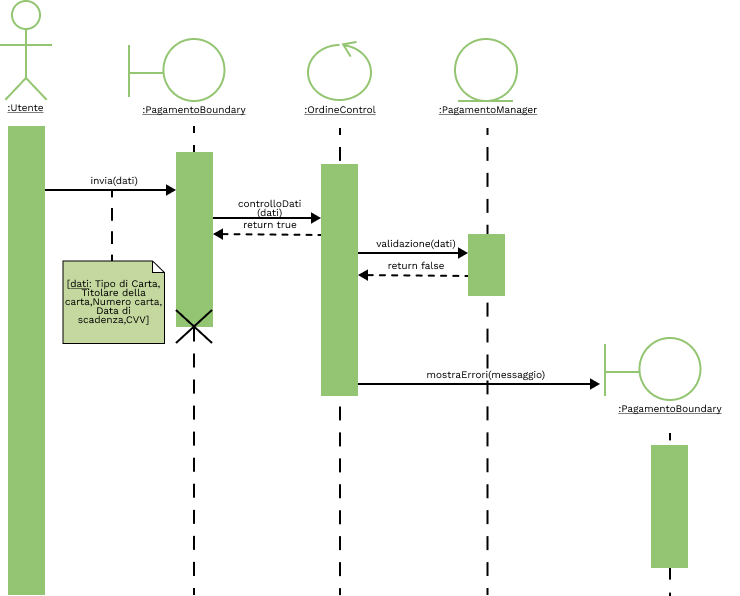 :Utente
:PagamentoBoundary
:OrdineControl
:PagamentoManager
invia(dati)
controlloDati
(dati)
return true
validazione(dati)
return false
[dati: Tipo di Carta,
Titolare della
carta,Numero carta,
Data di
scadenza,CVV]
mostraErrori(messaggio)
:PagamentoBoundary